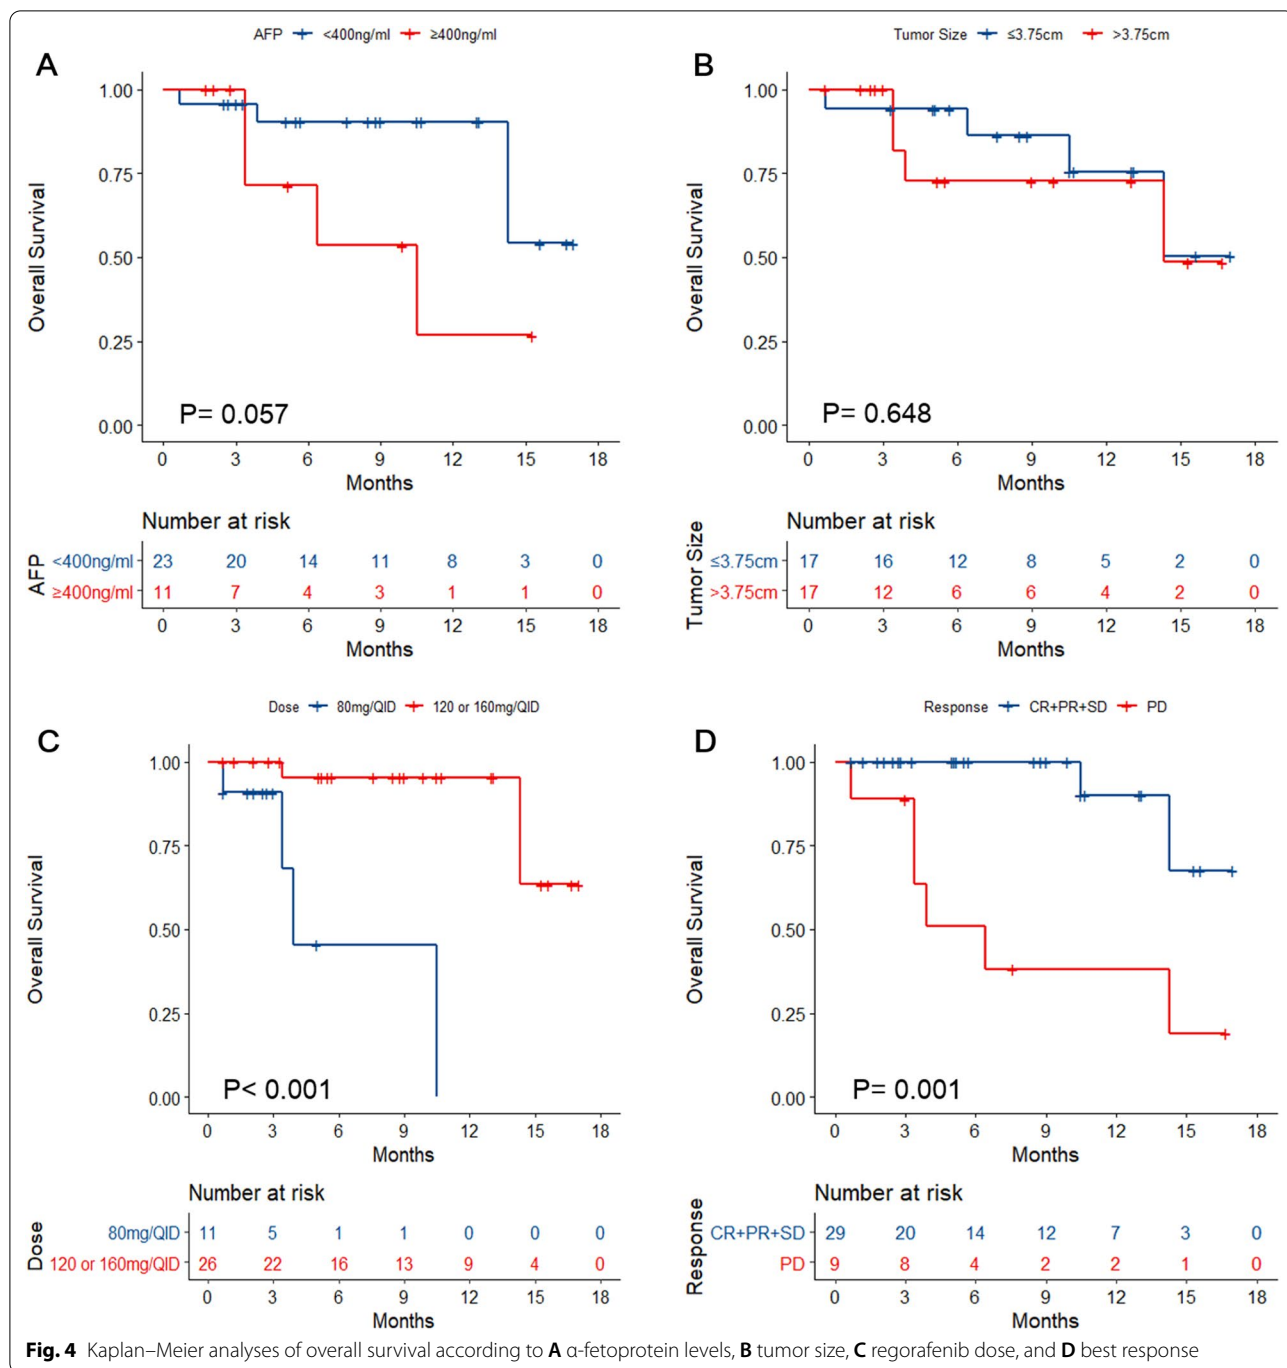 AFP <400ng/ml ≥400ng/ml
A
1.00
0.75
0.50
0.25
0.00
Overall Survival
P= 0.057
0 3 6 9 12 15 18
Months
Number at risk
AFP
<400ng/ml 23 20 14 11 8 3 0
≥400ng/ml 11 7 4 3 1 1 0
0 3 6 9 12 15 18
Months
Tumor Size ≤3.75cm >3.75cm
B
1.00
0.75
0.50
0.25
0.00
Overall Survival
P= 0.648
0 3 6 9 12 15 18
Months
Number at risk
Tumor Size
≤3.75cm 17 16 12 8 5 2 0
>3.75cm 17 12 6 6 4 2 0
0 3 6 9 12 15 18
Months
Dose 80mg/QID 120 or 160mg/QID
C
1.00
0.75
0.50
0.25
0.00
Overall Survival
P< 0.001
0 3 6 9 12 15 18
Months
Number at risk
Dose
80mg/QID 11 5 1 1 0 0 0
120 or 160mg/QID 26 22 16 13 9 4 0
0 3 6 9 12 15 18
Months
Response CR+PR+SD PD
D
1.00
0.75
0.50
0.25
0.00
Overall Survival
P= 0.001
0 3 6 9 12 15 18
Months
Number at risk
Response
CR+PR+SD 29 20 14 12 7 3 0
PD 9 8 4 2 2 1 0
0 3 6 9 12 15 18
Months
Fig. 4 Kaplan–Meier analyses of overall survival according to A α-fetoprotein levels, B tumor size, C regorafenib dose, and D best response